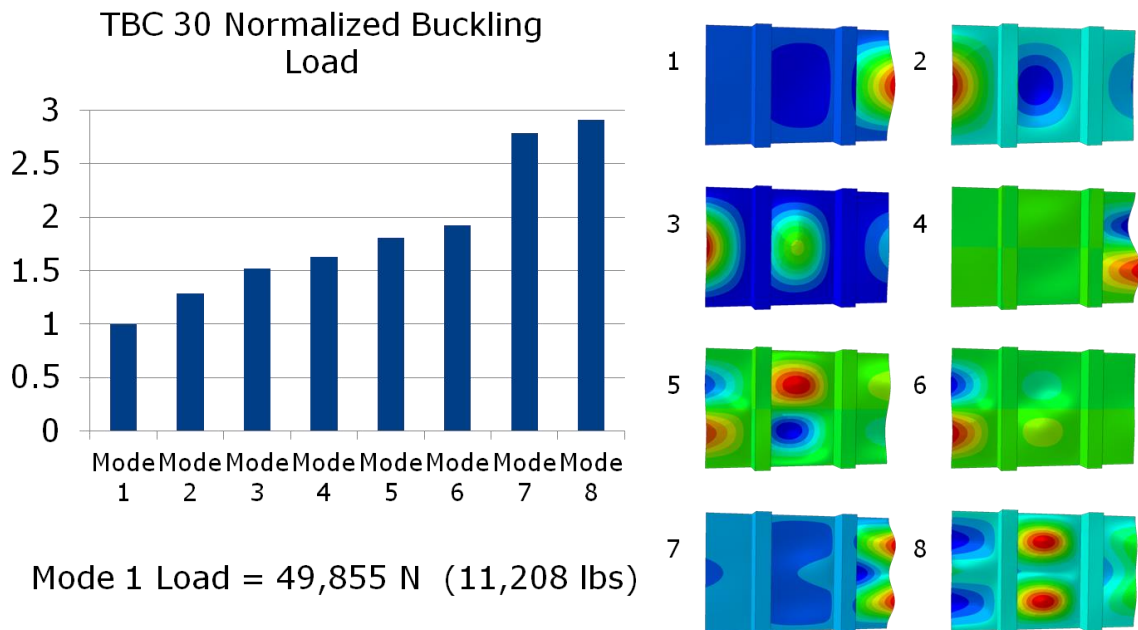 TBC 30 Normalized Buckling
Load
3
2.5
2
1.5
1
0.5
0
Mode Mode Mode Mode Mode Mode Mode Mode
1 2 3 4 5 6 7 8
Mode 1 Load = 49,855 N (11,208 lbs)
1 2
3 4
5 6
7 8